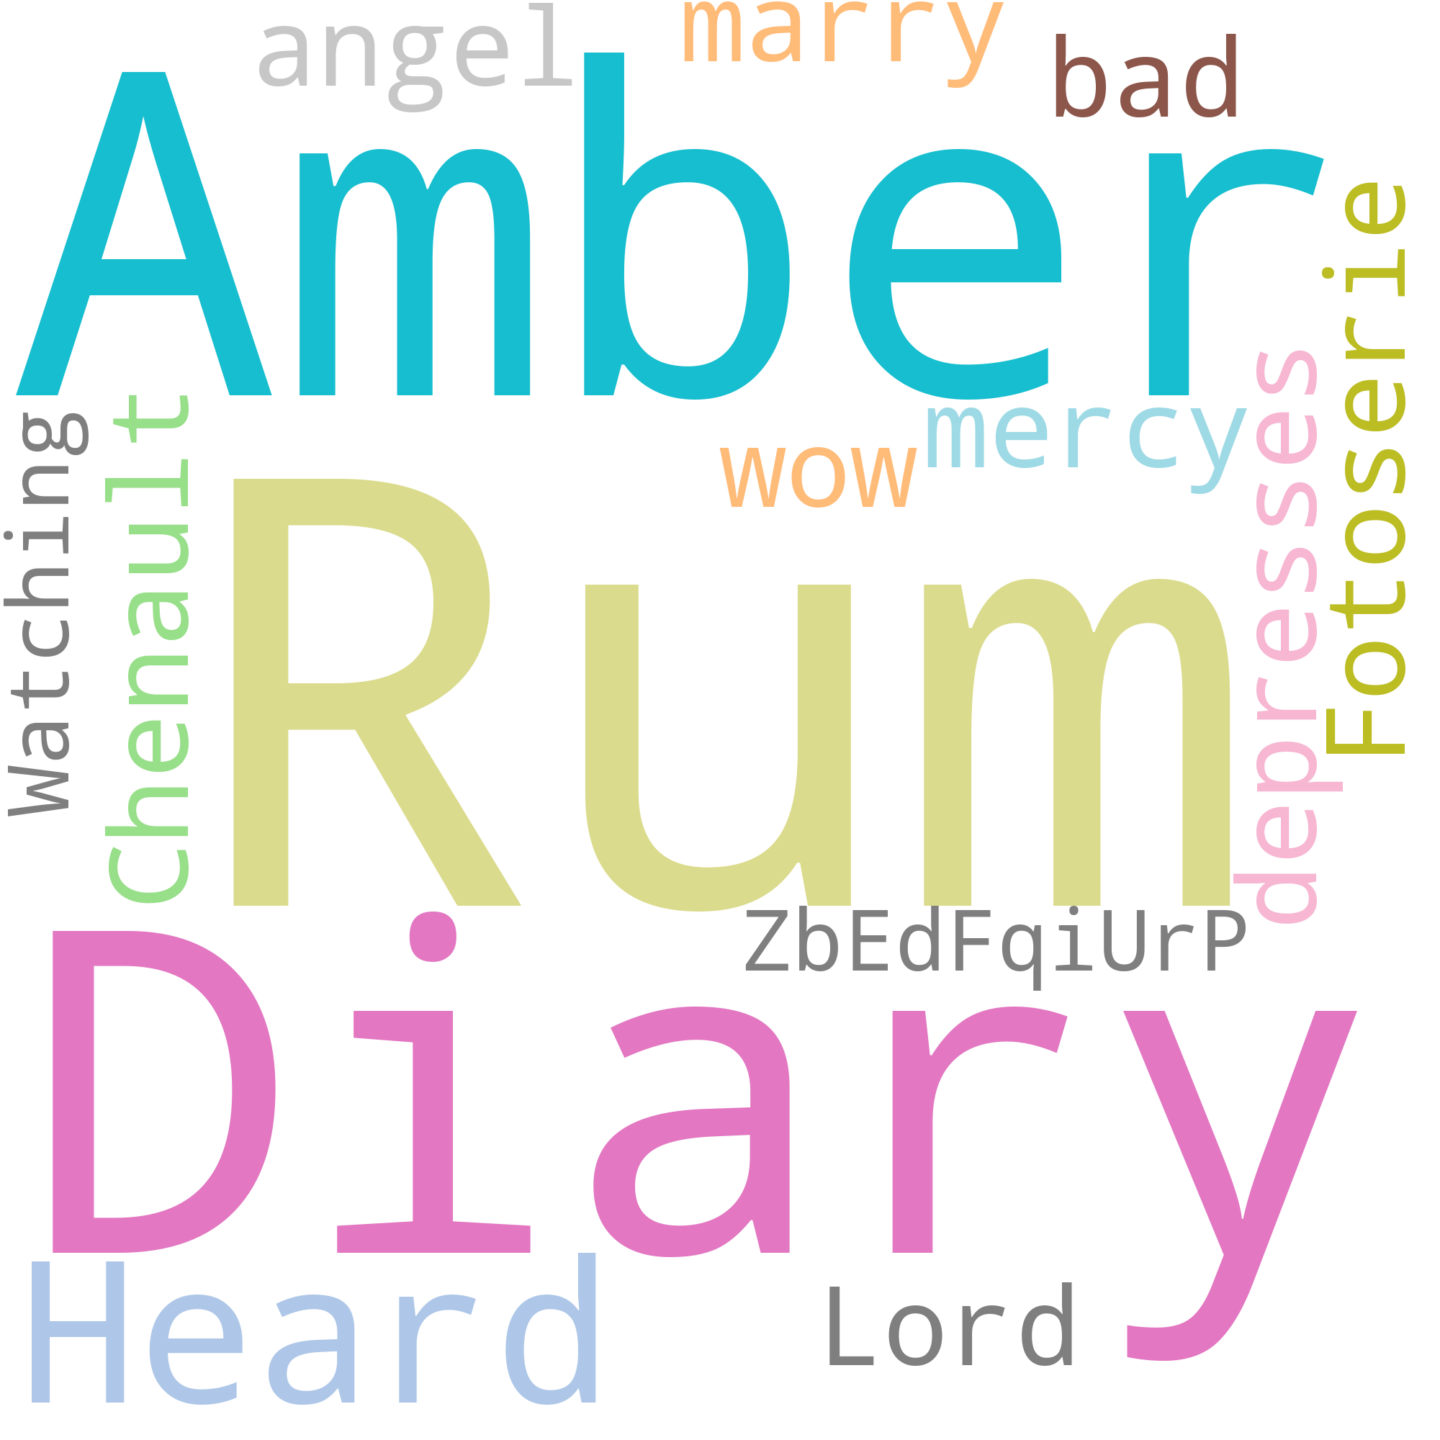 angel
marry
bad
Amber
Fotoserie
depresses
mercy
wow
Watching
Chenault
Rum
ZbEdFqiUrP
Diary
Heard
Lord